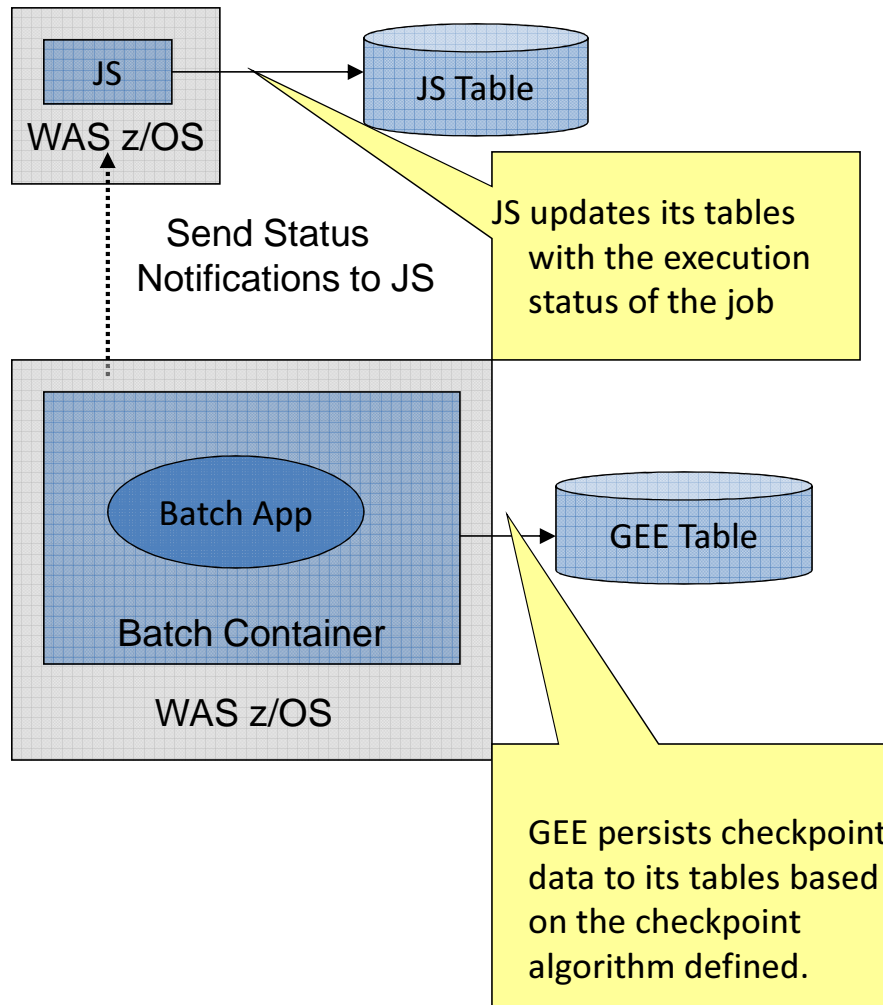 JS
JS Table
WAS z/OS
JS updates its tables
with the execution
status of the job
Send Status
Notifications to JS
Batch App
GEE Table
Batch Container
WAS z/OS
GEE persists checkpoint
data to its tables based
on the checkpoint
algorithm defined.